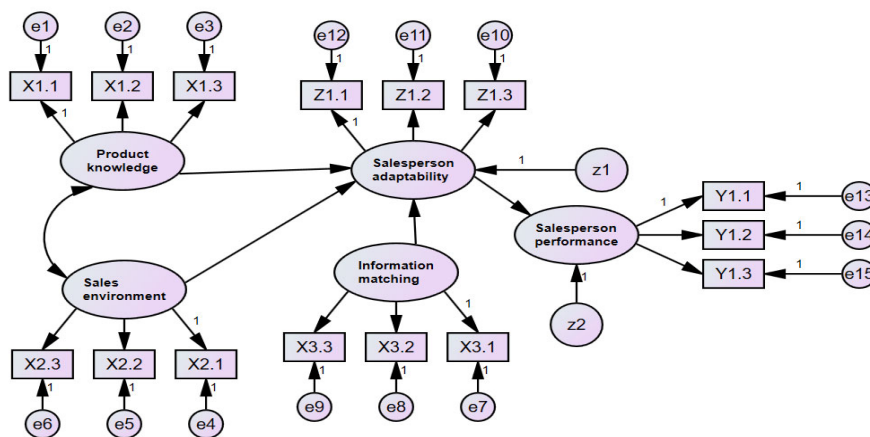 e1 e2 e3 e12 e11 e10
1 1 1 1 1 1
X1.1 X1.2 X1.3 Z1.1 Z1.2 Z1.3
1 1
Product
knowledge
Salesperson
adaptability
1 z1
1 Y1.1 1 e13
Salesperson
performance
Y1.2 1 e14
Y1.3 1 e15
Sales
environment
Information
matching
1
z2
1 1
X2.3 X2.2 X2.1 X3.3 X3.2 X3.1
1 1 1 1 1 1
e6 e5 e4 e9 e8 e7